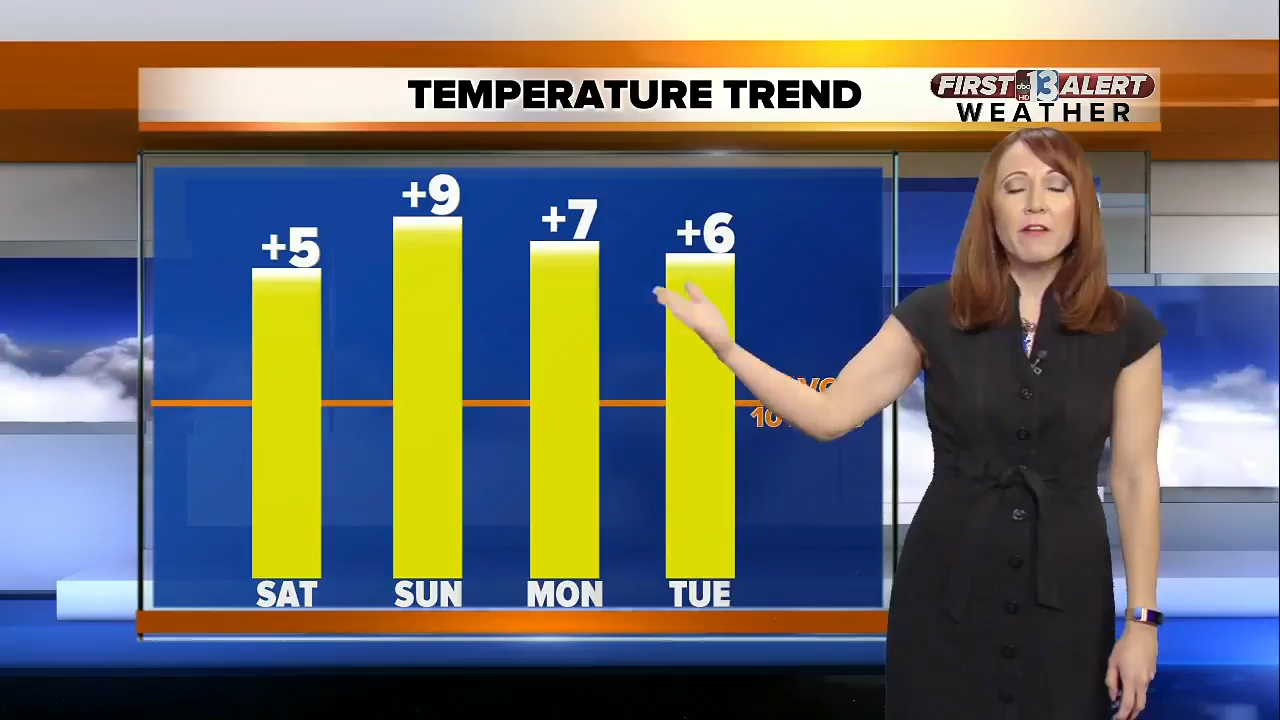 TEMPERATURE TREND
FIRST abc HD 13 ALERT
WEATHER
+5
+9
+7
+6
SAT
SUN
MON
TUE